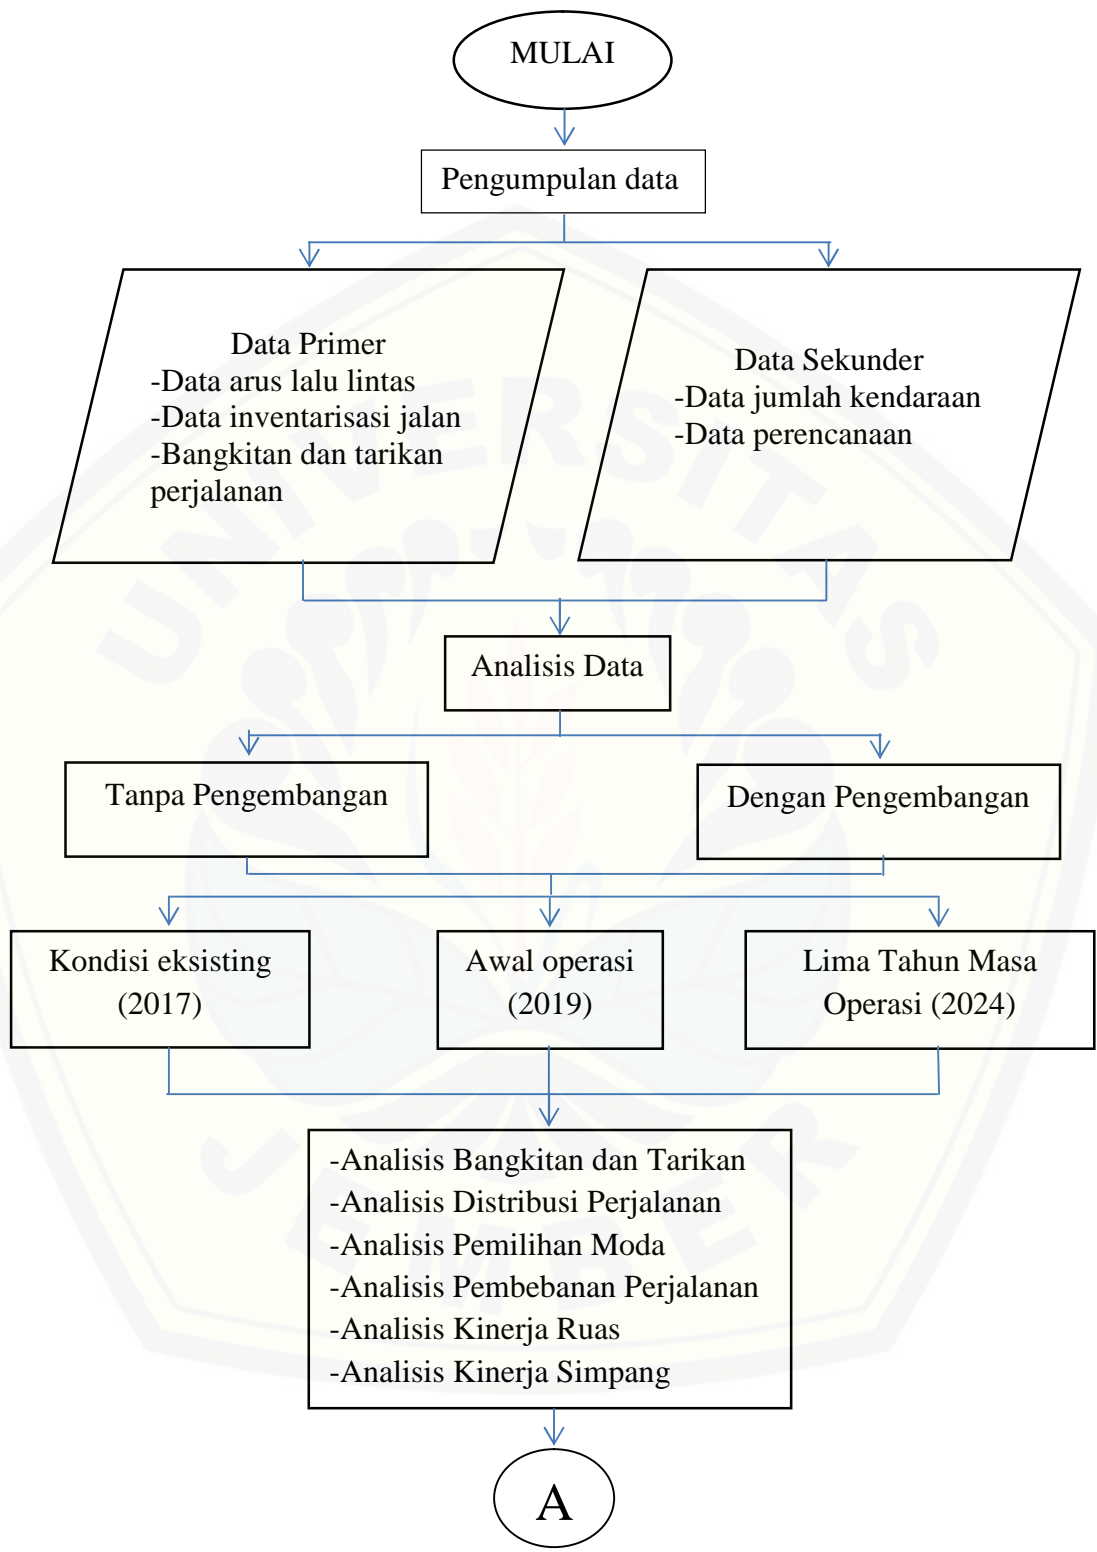 MULAI
Pengumpulan data
Data Primer
-Data arus lalu lintas
-Data inventarisasi jalan
-Bangkitan dan tarikan
perjalanan
Data Sekunder
-Data jumlah kendaraan
-Data perencanaan
Analisis Data
Tanpa Pengembangan
Dengan Pengembangan
Kondisi eksisting
(2017)
Awal operasi
(2019)
Lima Tahun Masa
Operasi (2024)
-Analisis Bangkitan dan Tarikan
-Analisis Distribusi Perjalanan
-Analisis Pemilihan Moda
-Analisis Pembebanan Perjalanan
-Analisis Kinerja Ruas
-Analisis Kinerja Simpang
A
UNIVERSITAS
JEMBER